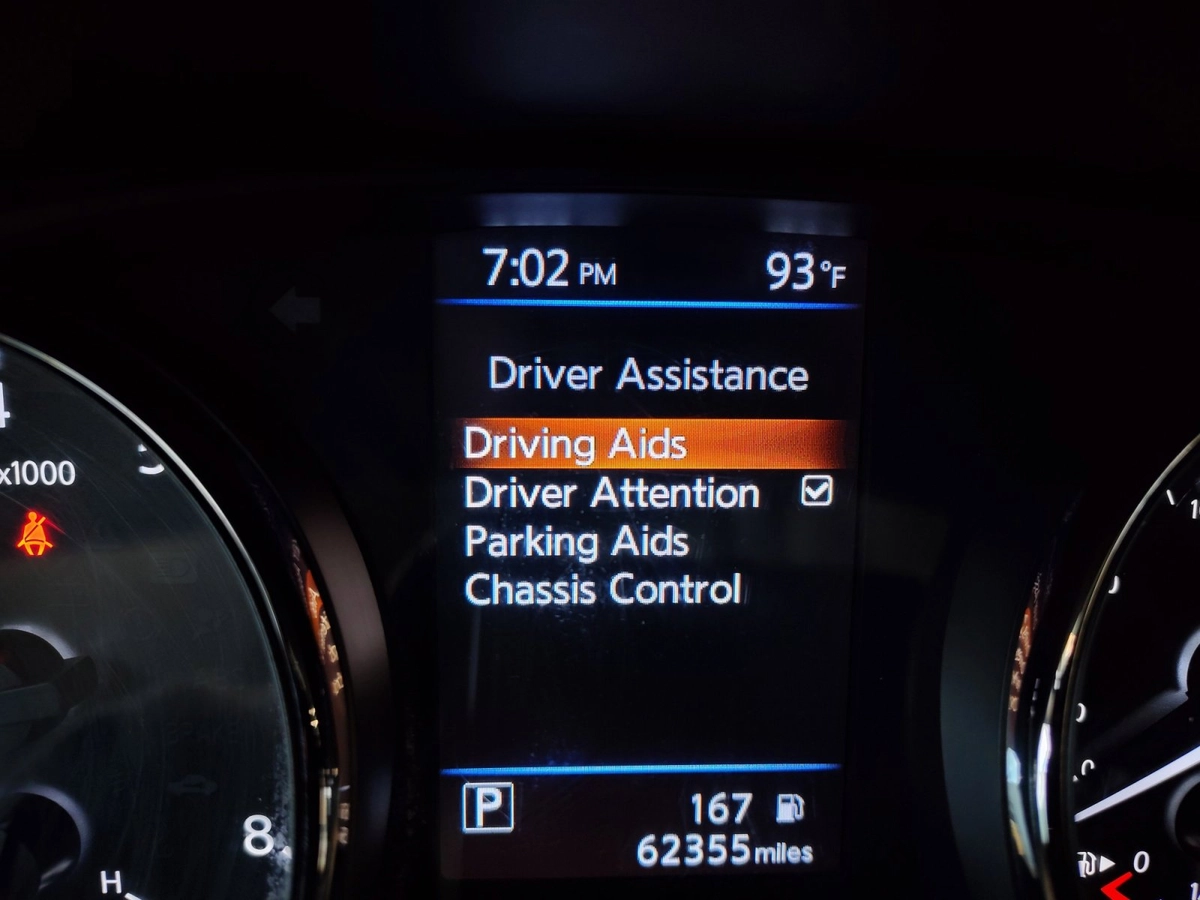 7:02 PM 93°F
Driver Assistance
Driving Aids
Driver Attention
Parking Aids
Chassis Control
P 167
62355 miles
x1000
8
H
0